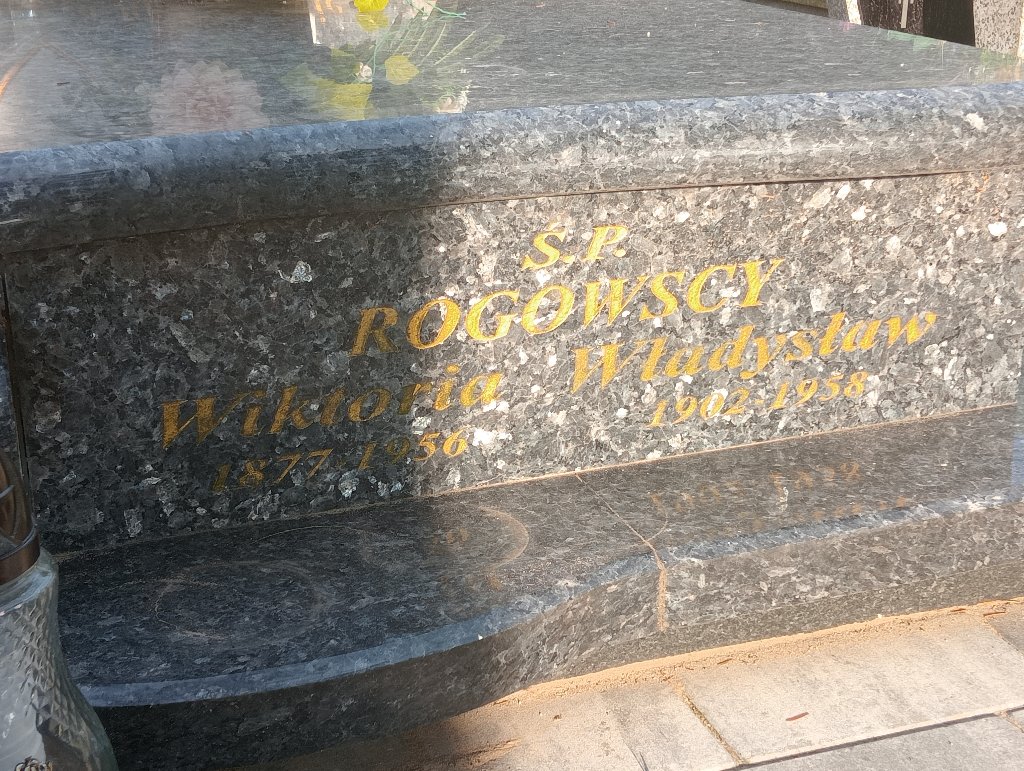 Ś.P.
ROGOWSCY
Wiktoria Władysław
1877-1956 1902-1958